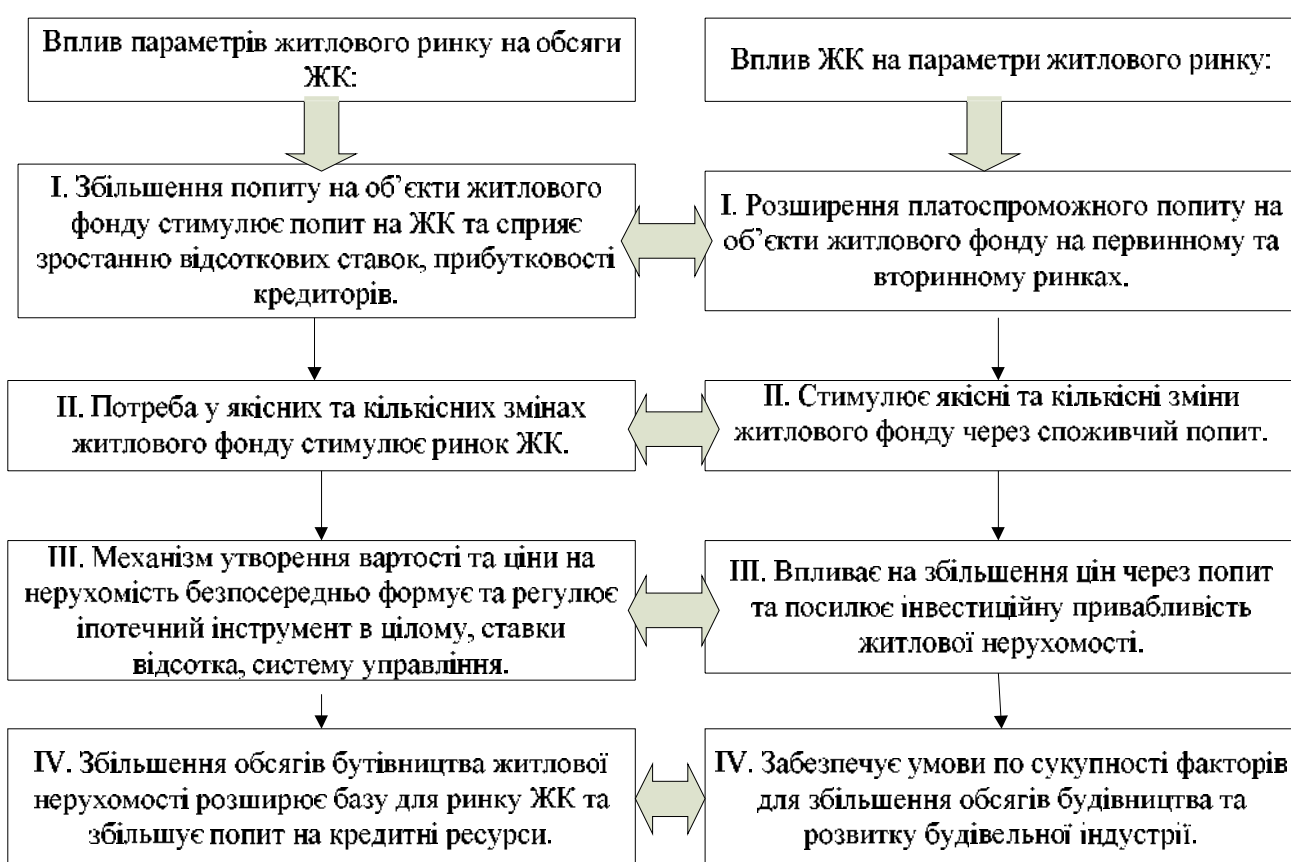 Вплив параметрів житлового ринку на обсяги
ЖК:
Вплив ЖК на параметри житлового ринку:
I. Збільшення попиту на об’єкти житлового
фонду стимулює попит на ЖК та сприяє
зростанню відсоткових ставок, прибутковості
кредиторів.
I. Розширення платоспроможного попиту на
об’єкти житлового фонду на первинному та
вторинному ринках.
II. Потреба у якісних та кількісних змінах
житлового фонду стимулює ринок ЖК.
II. Стимулює якісні та кількісні зміни
житлового фонду через споживчий попит.
III. Механізм утворення вартості та ціни на
нерухомість безпосередньо формує та регулює
іпотечний інструмент в цілому, ставки
відсотка, систему управління.
III. Впливає на збільшення цін через попит
та посилює інвестиційну привабливість
житлової нерухомості.
IV. Збільшення обсягів бутівництва житлової
нерухомості розширює базу для ринку ЖК та
збільшує попит на кредитні ресурси.
IV. Забезпечує умови по сукупності факторів
для збільшення обсягів будівництва та
розвитку будівельної індустрії.